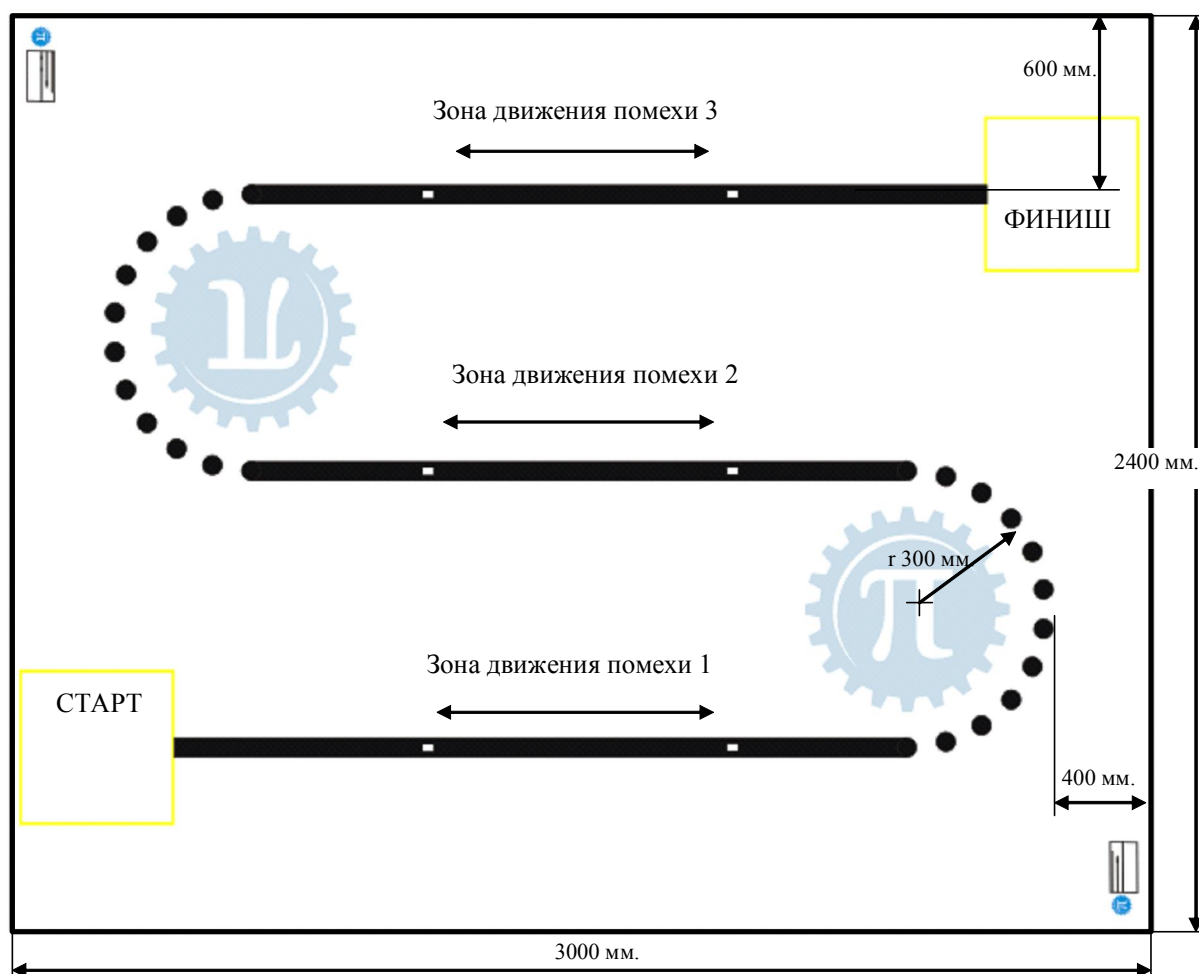 600 мм.
Зона движения помехи 3
ФИНИШ
Зона движения помехи 2
2400 мм.
r 300 мм.
π
Зона движения помехи 1
СТАРТ
400 мм.
3000 мм.